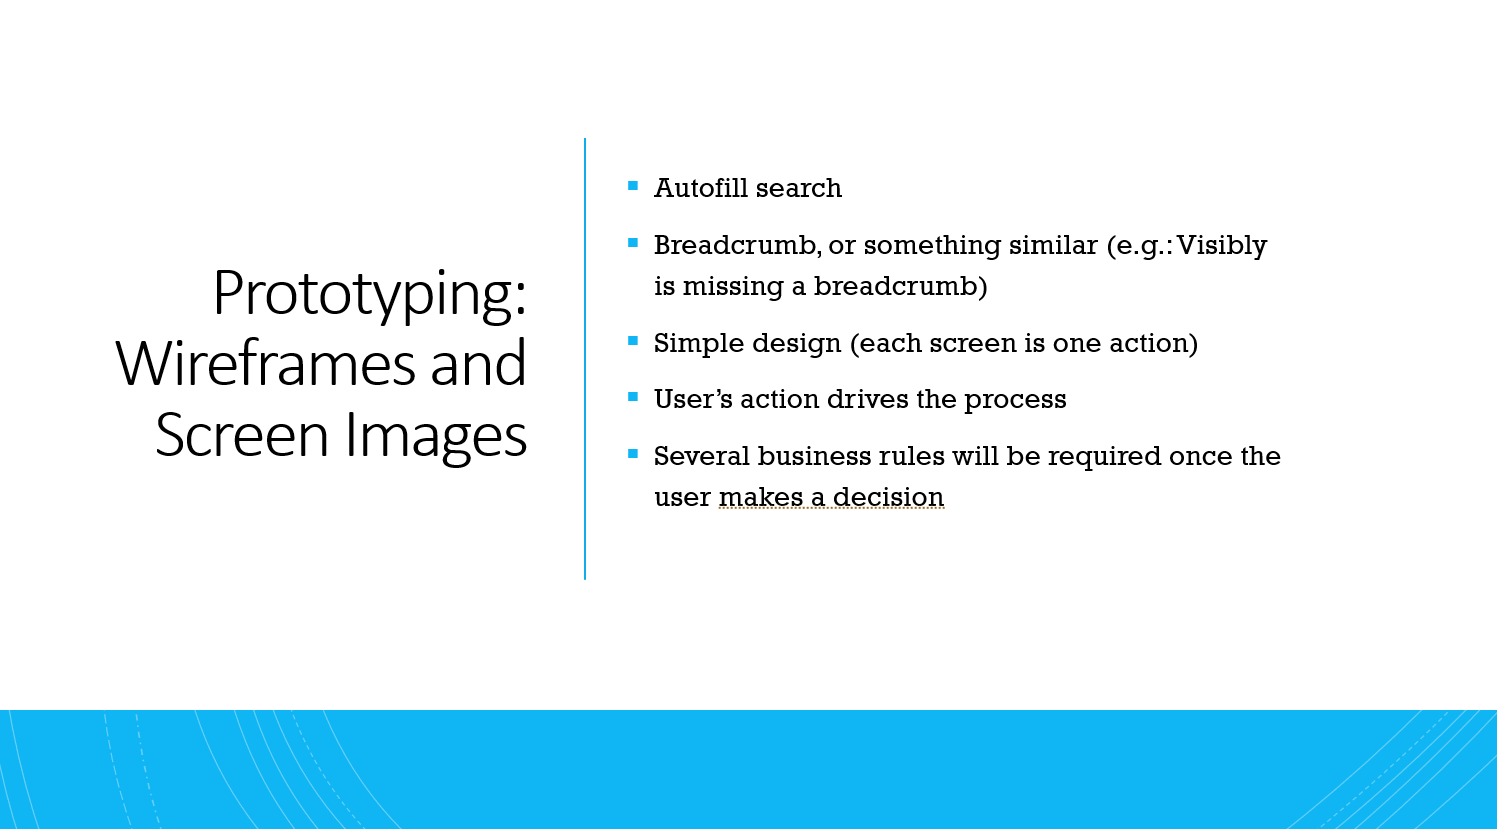 Prototyping:
Wireframes and
Screen Images
Autofill search
Breadcrumb, or something similar (e.g.: Visibly
is missing a breadcrumb)
Simple design (each screen is one action)
User’s action drives the process
Several business rules will be required once the
user makes a decision